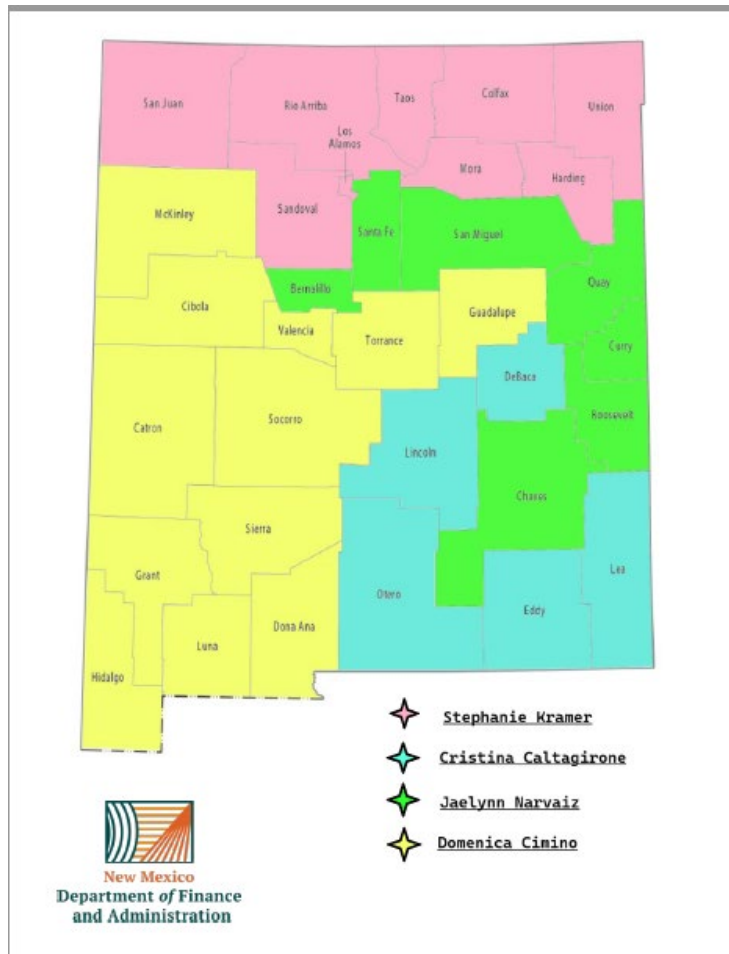 San Juan
Rio Arriba
Taos
Colfax
Union
Los
Alamos
Mora
Harding
Sandoval
McKinley
Santa Fe
San Miguel
Quay
Bernalillo
Cibola
Valencia
Torrance
Guadalupe
Curry
DeBaca
Roosevelt
Catron
Socorro
Lincoln
Chaves
Sierra
Grant
Otero
Eddy
Lea
Dona Ana
Luna
Hidalgo
Stephanie Kramer
Cristina Caltagirone
Jaelynn Narvaiz
Domenica Cimino
New Mexico
Department of Finance
and Administration